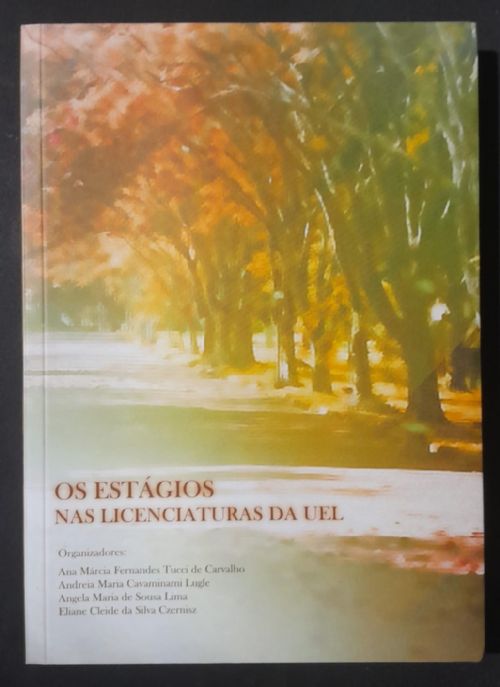 OS ESTÁGIOS
NAS LICENCIATURAS DA UEL
Organizadores:
Ana Márcia Fernandes Tucci de Carvalho
Andreia Maria Cavaminami Lugle
Angela Maria de Sousa Lima
Eliane Cleide da Silva Czernisz